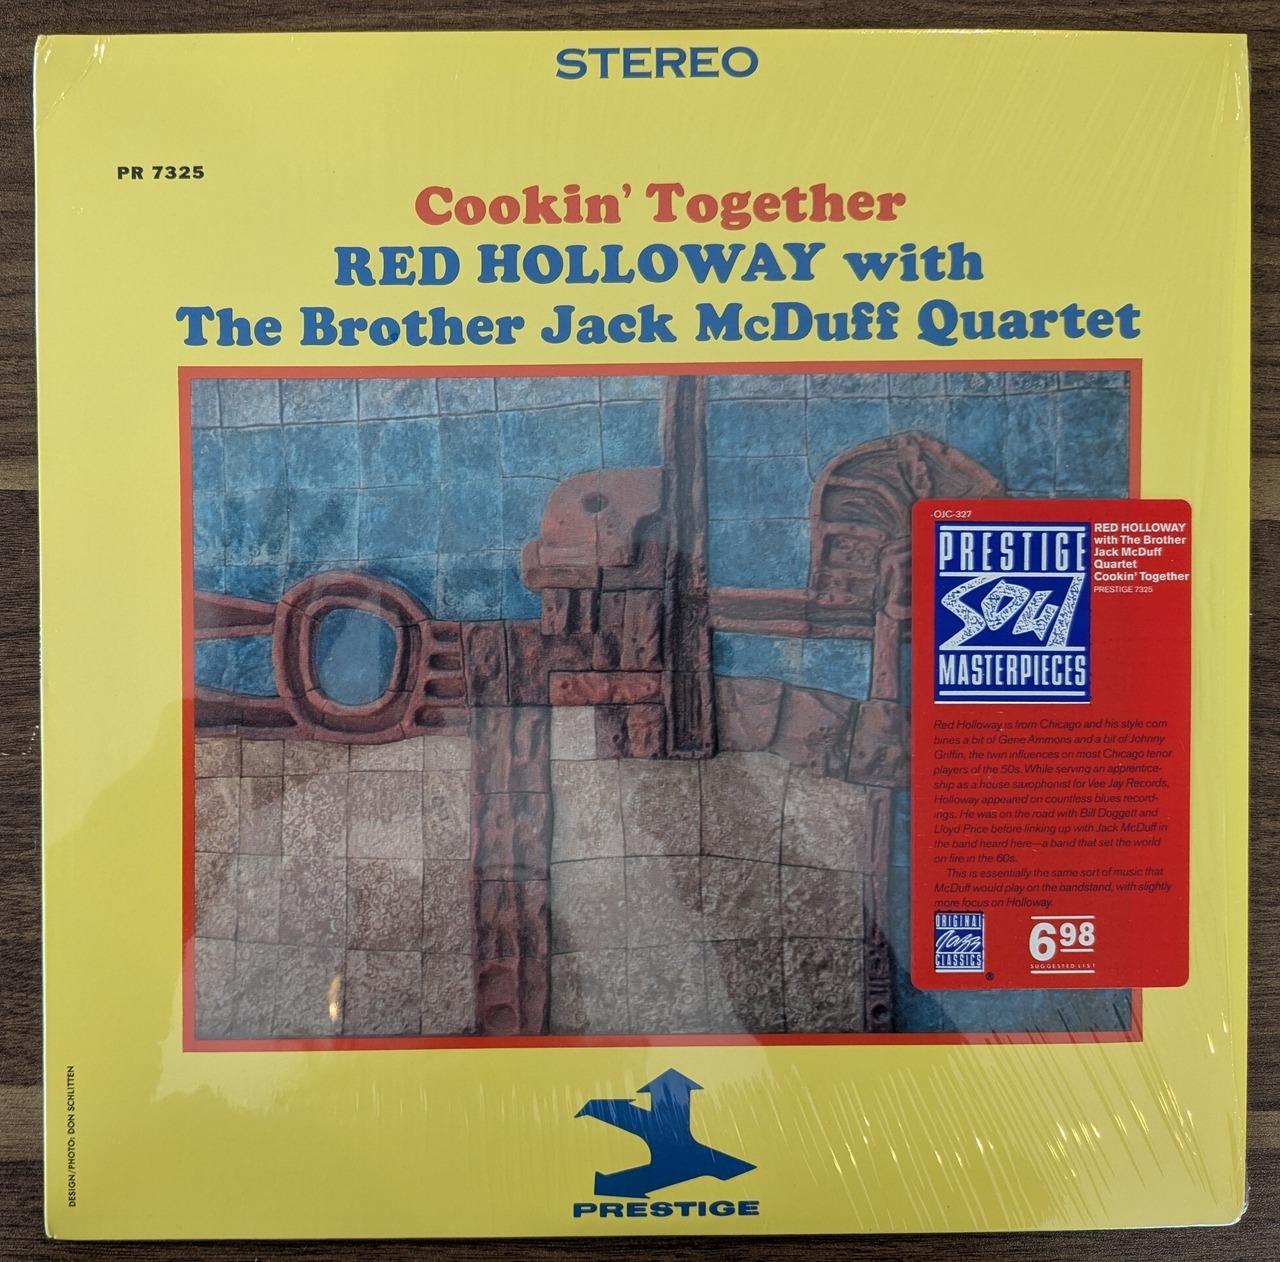 STEREO
PR 7325
Cookin' Together
RED HOLLOWAY with
The Brother Jack McDuff Quartet
-OJC-327
PRESTIGE
Soul
MASTERPIECES
RED HOLLOWAY
with The Brother
Jack McDuff
Quartet
Cookin' Together
PRESTIGE 7325
Red Holloway is from Chicago and his style com
bines a bit of Gene Ammons and a bit of Johnny
Griffin, the twin influences on most Chicago tenor
players of the 50s. While serving an apprentice-
ship as a house saxophonist for Vee Jay Records,
Holloway appeared on countless blues record-
ings. He was on the road with Bill Doggett and
Lloyd Price before linking up with Jack McDuff in
the band heard here—a band that set the world
on fire in the 60s.
This is essentially the same sort of music that
McDuff would play on the bandstand, with slightly
more focus on Holloway.
ORIGINAL
Jazz
CLASSICS
®
698
SUGGESTED LIST
DESIGN/PHOTO: DON SCHLITTEN
PRESTIGE